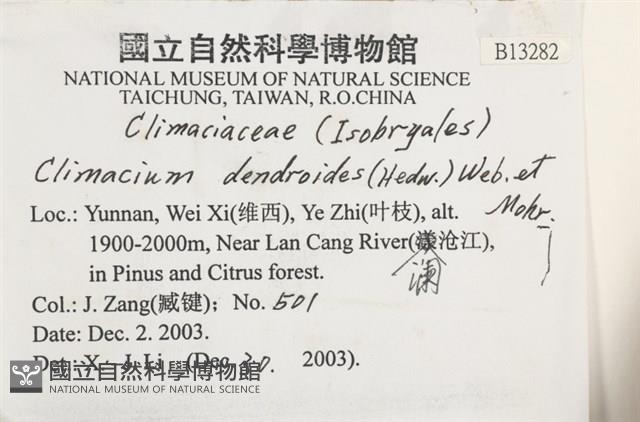 國立自然科學博物館
B13282
NATIONAL MUSEUM OF NATURAL SCIENCE
TAICHUNG, TAIWAN, R.O.CHINA
Climaciaceae (Isobryales)
Climacium dendroides (Hedw.) Web. et
Mohr.
Loc.: Yunnan, Wei Xi(维西), Ye Zhi(叶枝), alt.
1900-2000m, Near Lan Cang River(沧江),
澜
in Pinus and Citrus forest.
Col.: J. Zang(臧键); No. 501
Date: Dec. 2. 2003.
Det.: X.-J. Li (Dec. 2003).
國立自然科學博物館
NATIONAL MUSEUM OF NATURAL SCIENCE